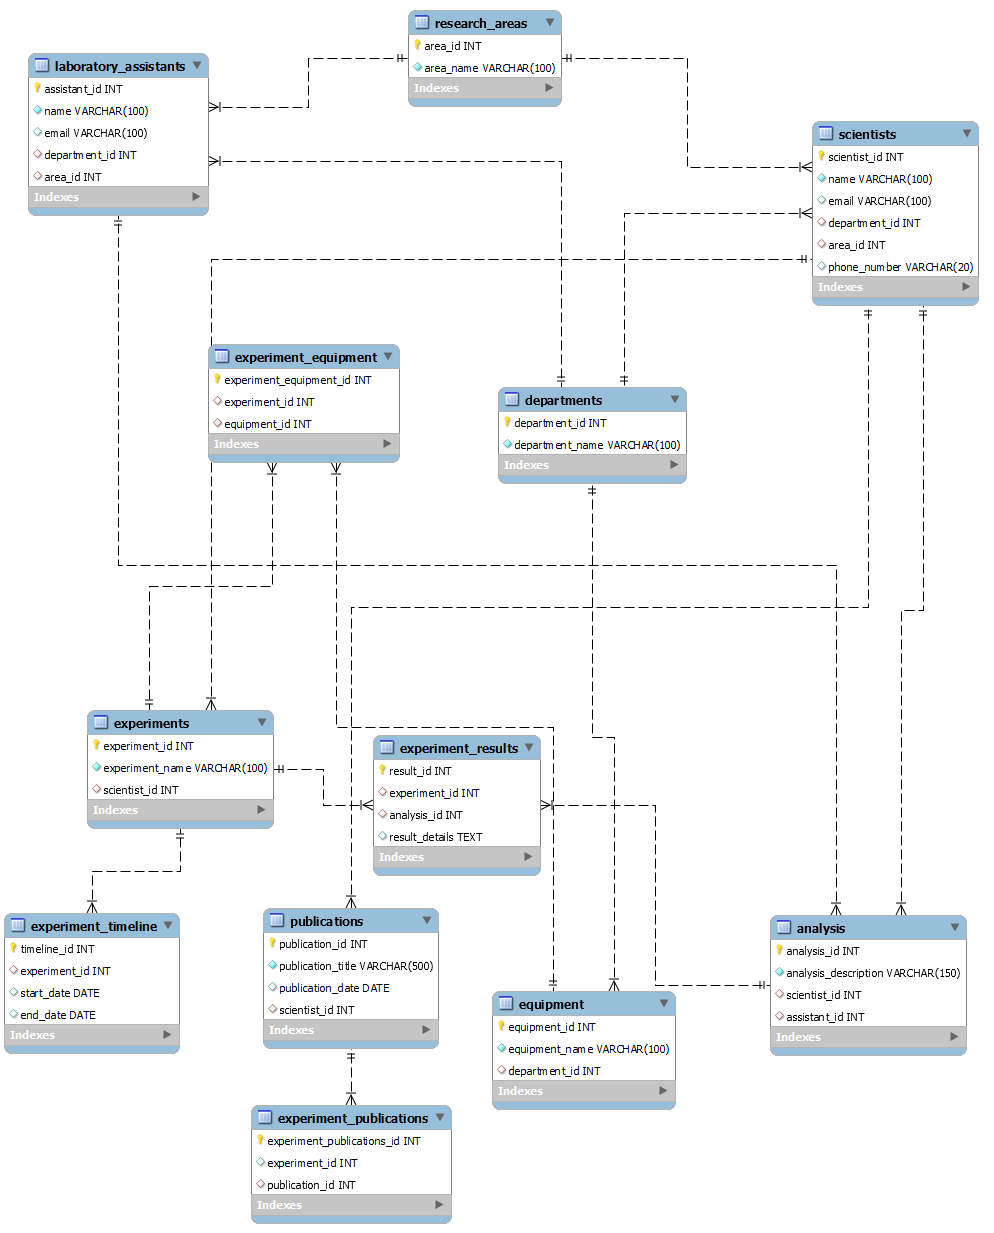 research_areas
area_id INT
area_name VARCHAR(100)
Indexes
laboratory_assistants
assistant_id INT
name VARCHAR(100)
email VARCHAR(100)
department_id INT
area_id INT
Indexes
scientists
scientist_id INT
name VARCHAR(100)
email VARCHAR(100)
department_id INT
area_id INT
phone_number VARCHAR(20)
Indexes
experiment_equipment
experiment_equipment_id INT
experiment_id INT
equipment_id INT
Indexes
departments
department_id INT
department_name VARCHAR(100)
Indexes
experiments
experiment_id INT
experiment_name VARCHAR(100)
scientist_id INT
Indexes
experiment_results
result_id INT
experiment_id INT
analysis_id INT
result_details TEXT
Indexes
experiment_timeline
timeline_id INT
experiment_id INT
start_date DATE
end_date DATE
Indexes
publications
publication_id INT
publication_title VARCHAR(500)
publication_date DATE
scientist_id INT
Indexes
equipment
equipment_id INT
equipment_name VARCHAR(100)
department_id INT
Indexes
analysis
analysis_id INT
analysis_description VARCHAR(150)
scientist_id INT
assistant_id INT
Indexes
experiment_publications
experiment_publications_id INT
experiment_id INT
publication_id INT
Indexes